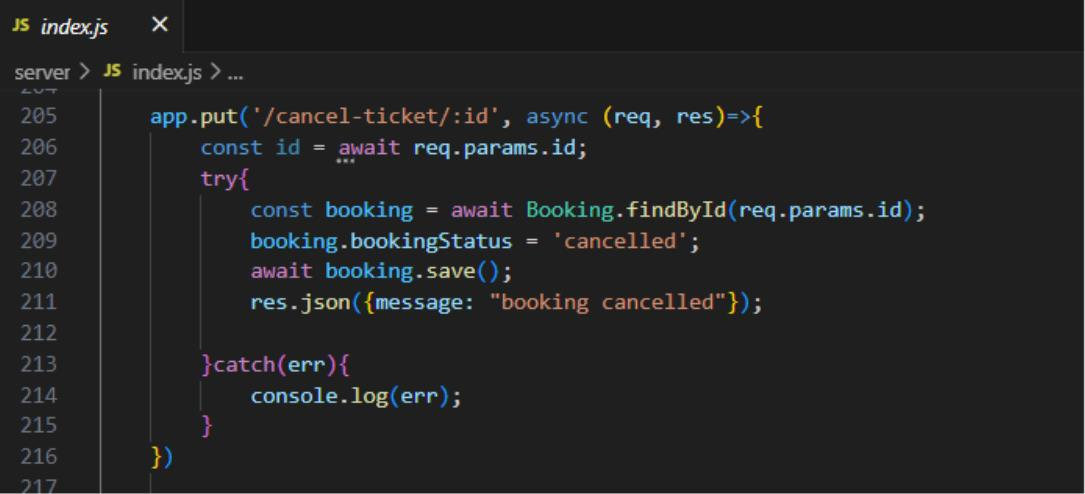 JS index.js ×
server > JS index.js > ...
204
205 app.put('/cancel-ticket/:id', async (req, res)=>{
206 const id = await req.params.id;
207 try{
208 const booking = await Booking.findById(req.params.id);
209 booking.bookingStatus = 'cancelled';
210 await booking.save();
211 res.json({message: "booking cancelled"});
212
213 }catch(err){
214 console.log(err);
215 }
216 })
217